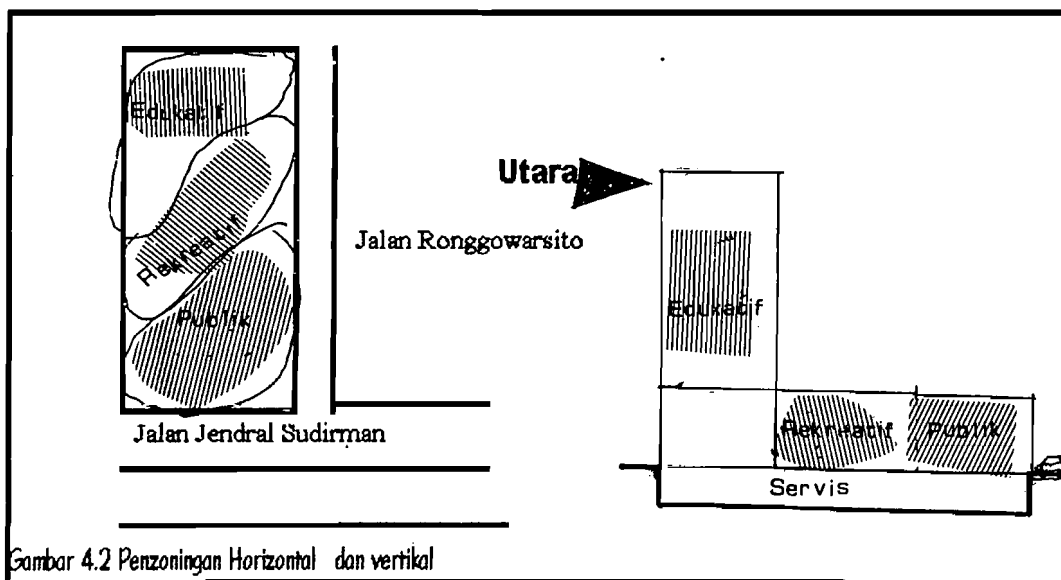 Edukatif
Rekreatif
Publik
Jalan Ronggowarsito
Jalan Jendral Sudirman
Utara
Edukatif
Rekreatif
Publik
Servis
Gambar 4.2 Penzoningan Horizontal dan vertikal